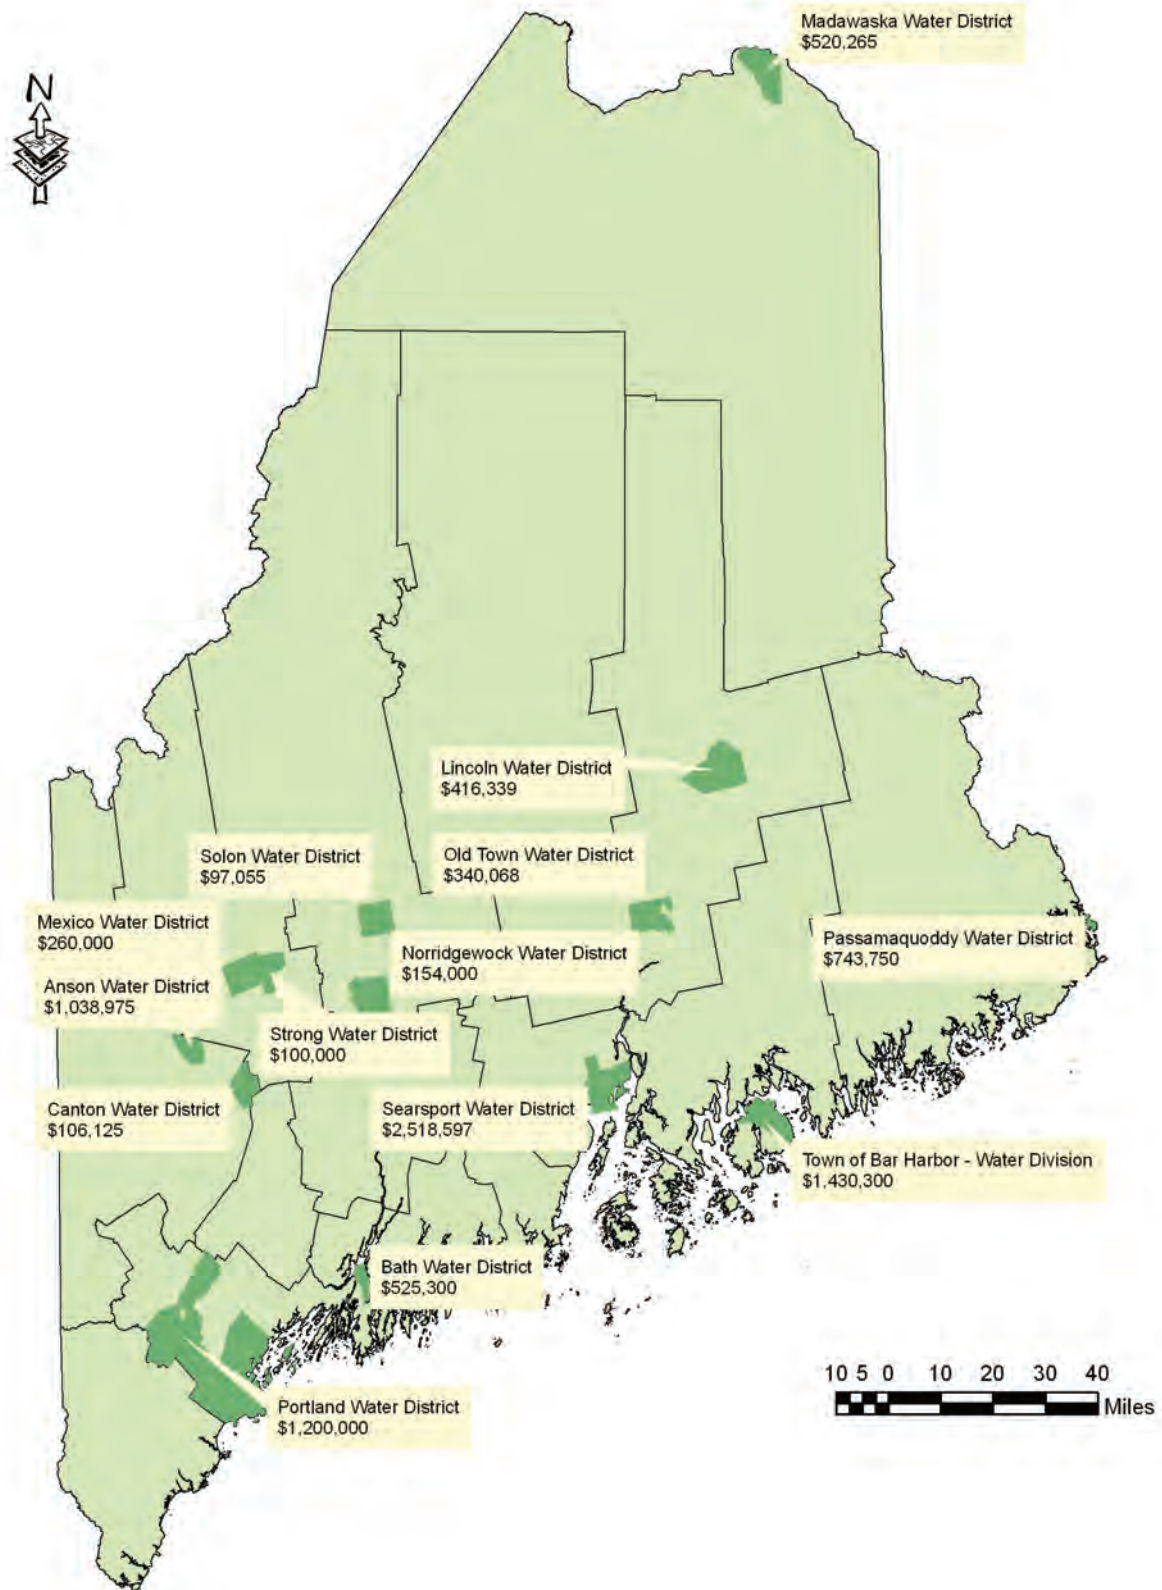 Madawaska Water District
$520,265
N
Lincoln Water District
$416,339
Solon Water District
$97,055
Old Town Water District
$340,068
Mexico Water District
$260,000
Norridgewock Water District
$154,000
Passamaquoddy Water District
$743,750
Anson Water District
$1,038,975
Strong Water District
$100,000
Canton Water District
$106,125
Searsport Water District
$2,518,597
Town of Bar Harbor - Water Division
$1,430,300
Bath Water District
$525,300
10 5 0 10 20 30 40
Miles
Portland Water District
$1,200,000